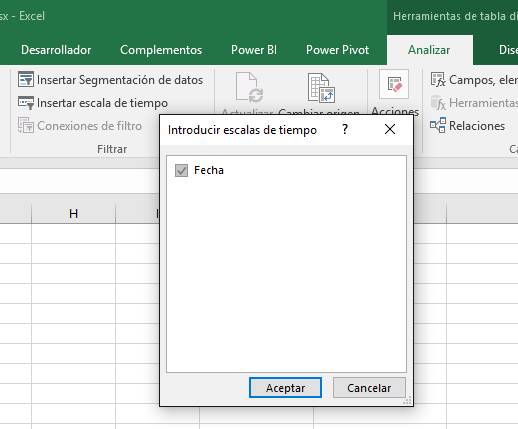 sx - Excel
Herramientas de tabla di
Desarrollador Complementos Power BI Power Pivot Analizar Dise
Insertar Segmentación de datos
Insertar escala de tiempo
Conexiones de filtro
Filtrar
Actualizar Cambiar origen
Acciones
Campos, elem
Herramientas
Relaciones
Ca
Introducir escalas de tiempo ? ×
Fecha
Aceptar Cancelar
H I